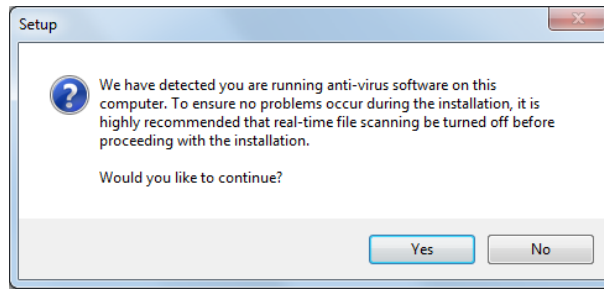 Setup
We have detected you are running anti-virus software on this
computer. To ensure no problems occur during the installation, it is
highly recommended that real-time file scanning be turned off before
proceeding with the installation.
Would you like to continue?
Yes
No